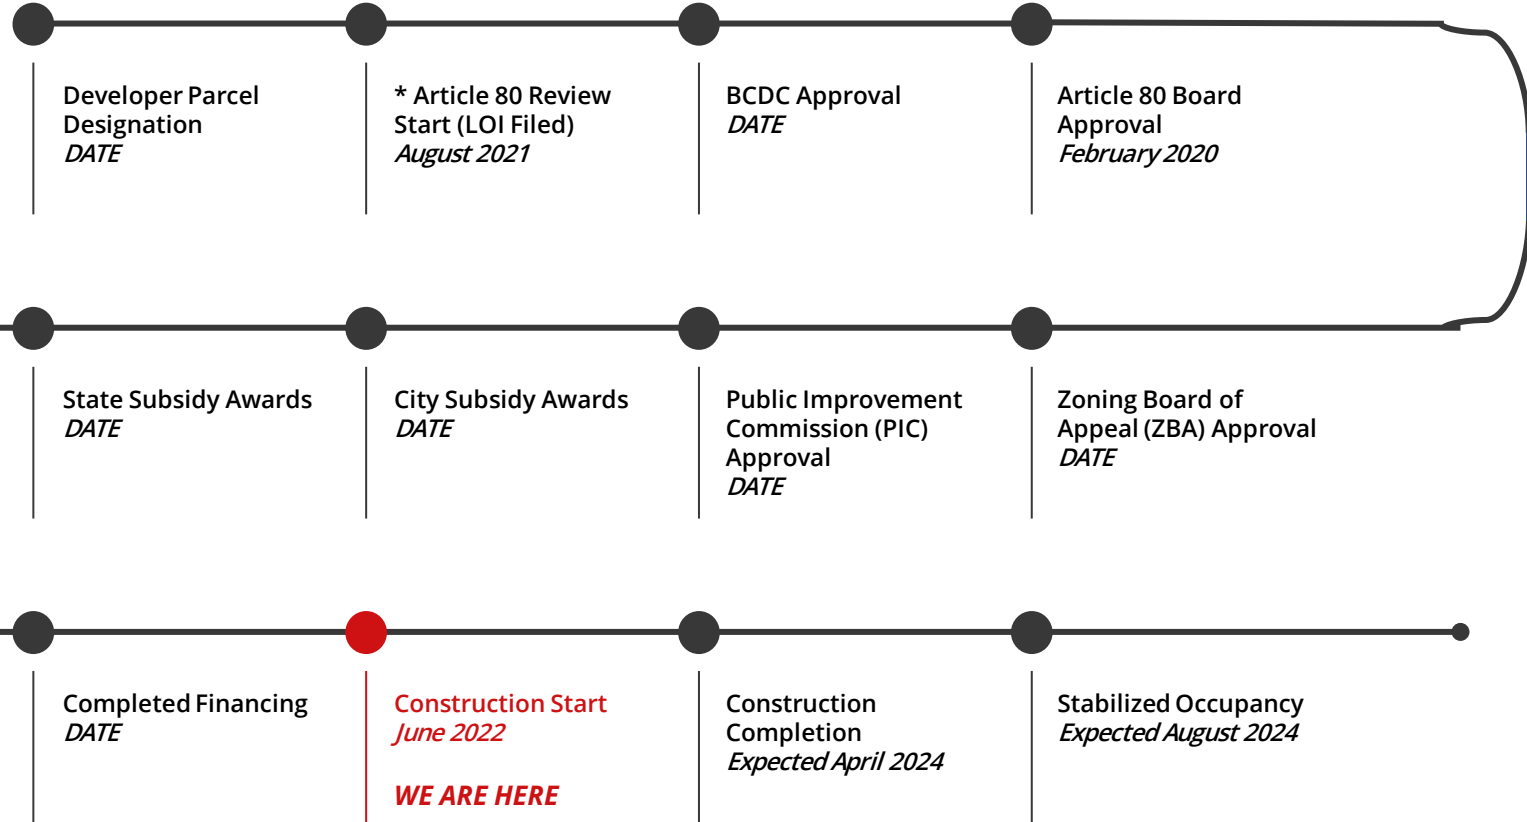 Developer Parcel
Designation
DATE
* Article 80 Review
Start (LOI Filed)
August 2021
BCDC Approval
DATE
Article 80 Board
Approval
February 2020
State Subsidy Awards
DATE
City Subsidy Awards
DATE
Public Improvement
Commission (PIC)
Approval
DATE
Zoning Board of
Appeal (ZBA) Approval
DATE
Completed Financing
DATE
Construction Start
June 2022
WE ARE HERE
Construction
Completion
Expected April 2024
Stabilized Occupancy
Expected August 2024